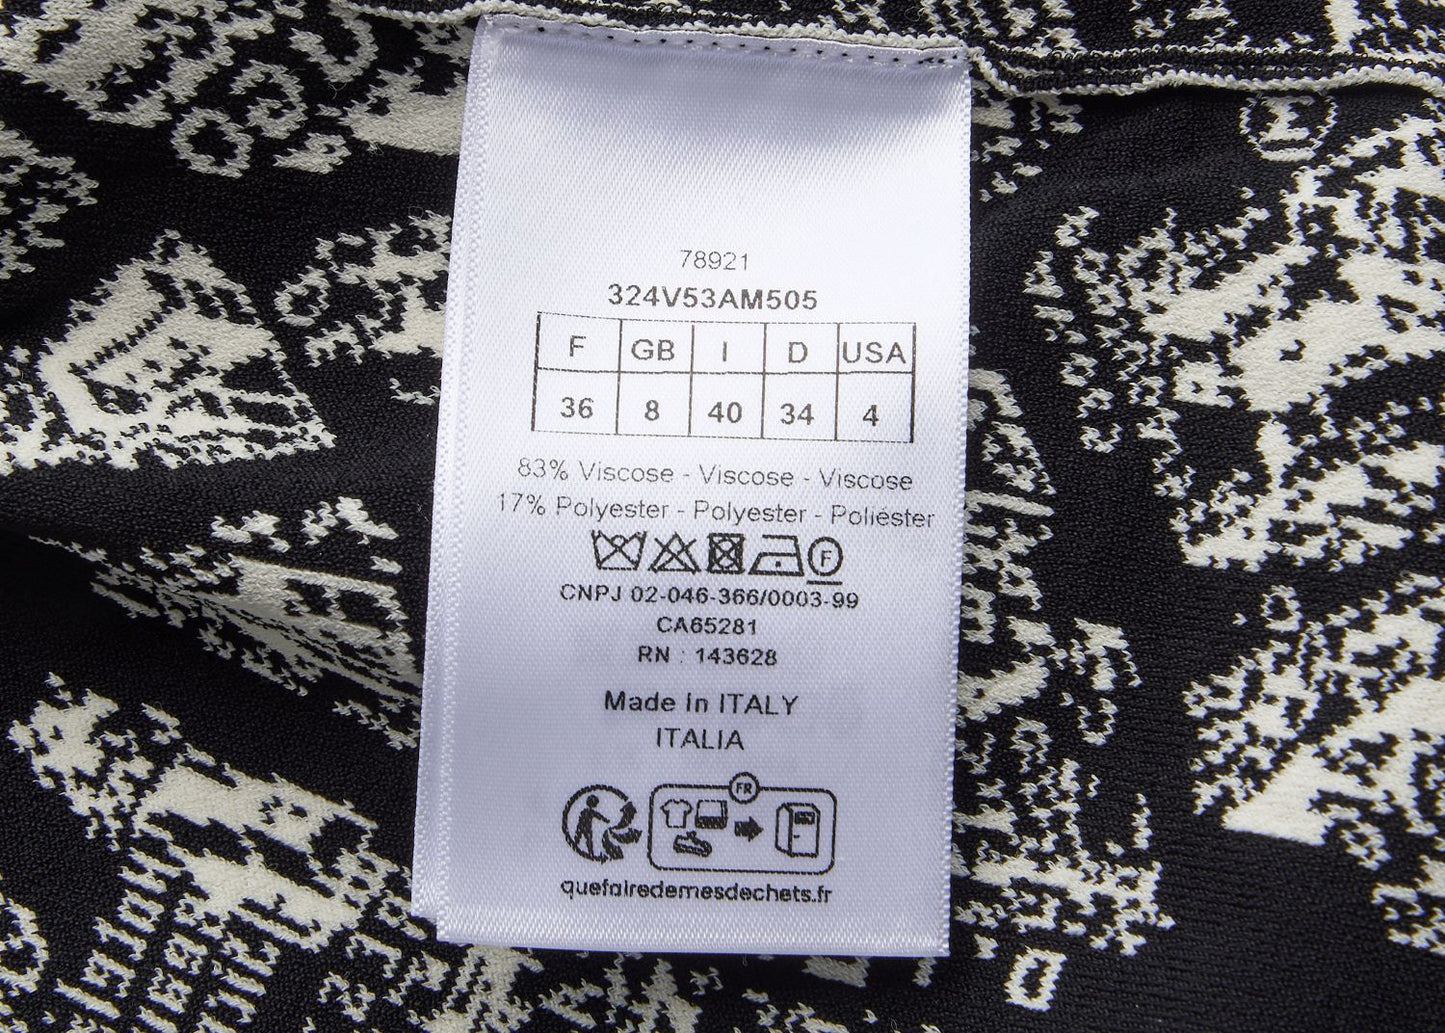 78921
324V53AM505
F GB I D USA
36 8 40 34 4
83% Viscose - Viscose - Viscose
17% Polyester - Polyester - Poliéster
F
CNPJ 02-046-366/0003-99
CA65281
RN : 143628
Made In ITALY
ITALIA
FR
quefairedemesdechets.fr